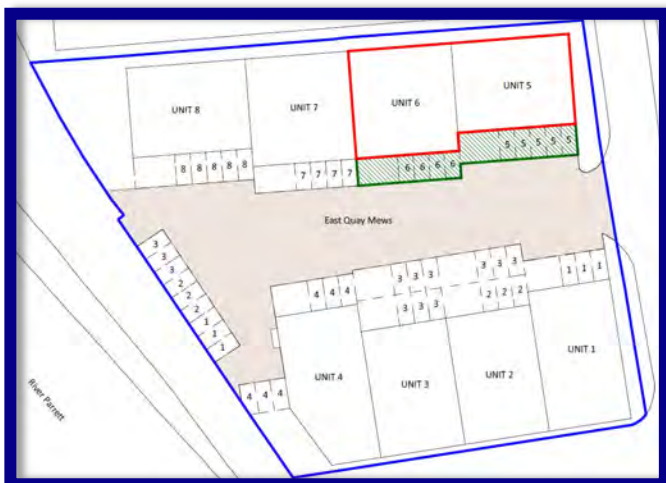 UNIT 8
UNIT 7
UNIT 6
UNIT 5
8 8 8 8 8
7 7 7 7
6 6 6 6
5 5 5 5 5
East Quay Mews
3
3
3
2
2
2
1
1
1
4 4 4
3 3 3
3 3 3
1 1 1
3 3 3
2 2 2
UNIT 4
UNIT 3
UNIT 2
UNIT 1
4 4 4
River Parrett